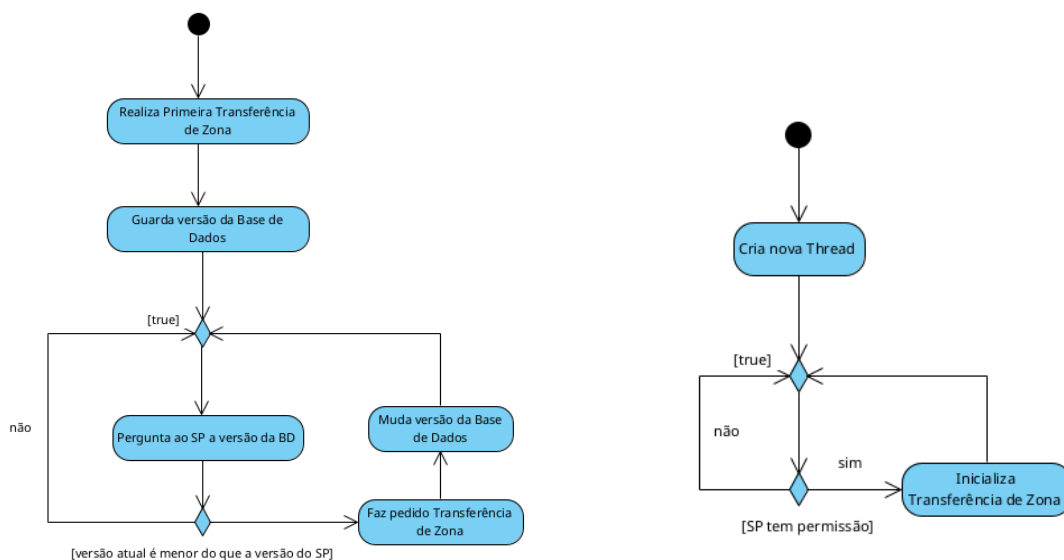 Realiza Primeira Transferência
de Zona
Guarda versão da Base de
Dados
[true]
não
Pergunta ao SP a versão da BD
Muda versão da Base
de Dados
Faz pedido Transferência
de Zona
[versão atual é menor do que a versão do SP]
Cria nova Thread
[true]
não
sim
Inicializa
Transferência de Zona
[SP tem permissão]